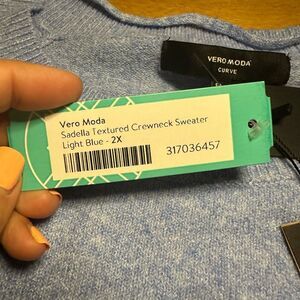 VERO MODA
CURVE
Vero Moda
Sadella Textured Crewneck Sweater
Light Blue - 2X
317036457